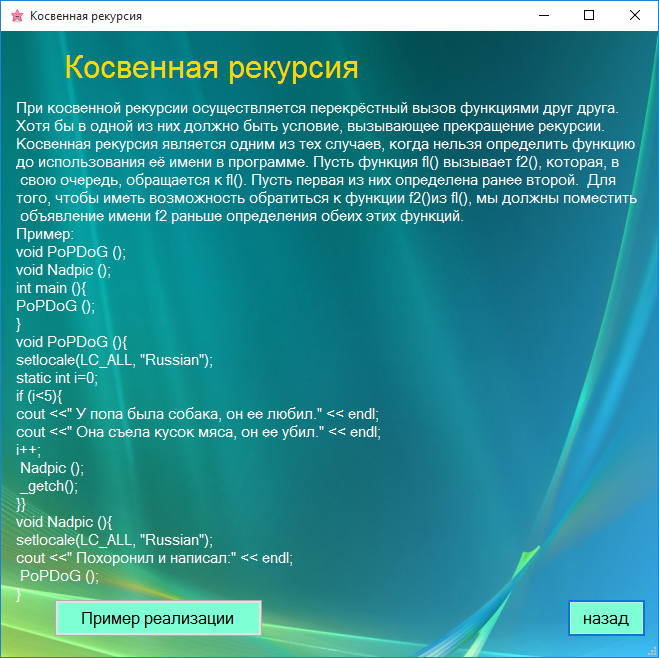 Косвенная рекурсия
Косвенная рекурсия
При косвенной рекурсии осуществляется перекрёстный вызов функциями друг друга.
Хотя бы в одной из них должно быть условие, вызывающее прекращение рекурсии.
Косвенная рекурсия является одним из тех случаев, когда нельзя определить функцию
до использования её имени в программе. Пусть функция fl() вызывает f2(), которая, в
свою очередь, обращается к fl(). Пусть первая из них определена ранее второй. Для
того, чтобы иметь возможность обратиться к функции f2()из fl(), мы должны поместить
объявление имени f2 раньше определения обеих этих функций.
Пример:
void PoPDoG ();
void Nadpic ();
int main (){
PoPDoG ();
}
void PoPDoG (){
setlocale(LC_ALL, "Russian");
static int i=0;
if (i<5){
cout <<" У попа была собака, он ее любил." << endl;
cout <<" Она съела кусок мяса, он ее убил." << endl;
i++;
Nadpic ();
_getch();
}}
void Nadpic (){
setlocale(LC_ALL, "Russian");
cout <<" Похоронил и написал:" << endl;
PoPDoG ();
}
Пример реализации
назад